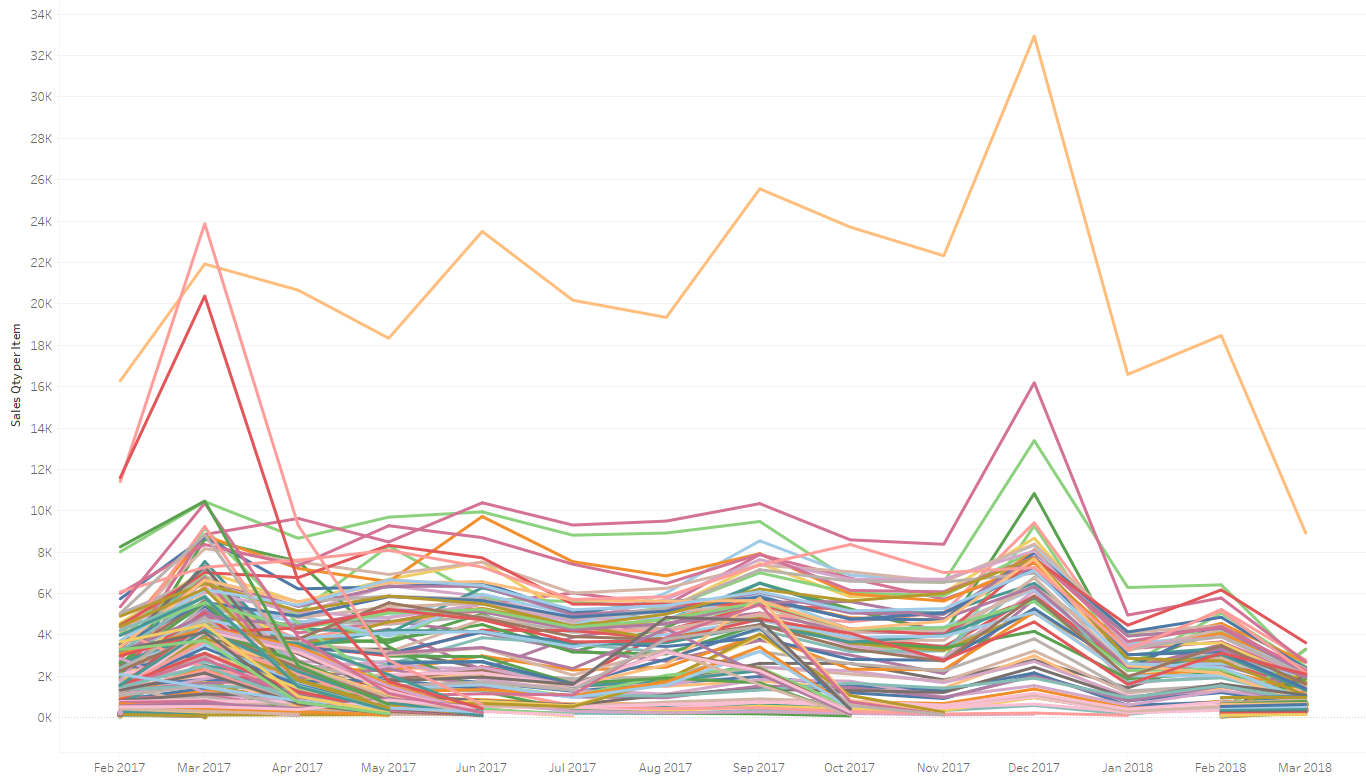 34K
32K
30K
28K
26K
24K
22K
20K
18K
16K
14K
12K
10K
8K
6K
4K
2K
0K
Sales Qty per Item
Feb 2017 Mar 2017 Apr 2017 May 2017 Jun 2017 Jul 2017 Aug 2017 Sep 2017 Oct 2017 Nov 2017 Dec 2017 Jan 2018 Feb 2018 Mar 2018